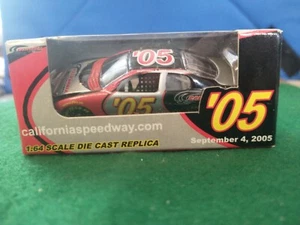 '05
'05
'05
californiaspeedway.com
September 4, 2005
1/64 SCALE DIE CAST REPLICA